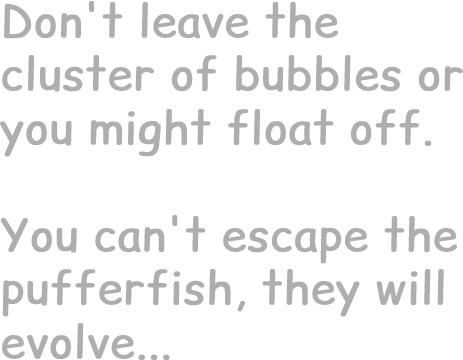 Don't leave the
cluster of bubbles or
you might float off.
You can't escape the
pufferfish, they will
evolve...